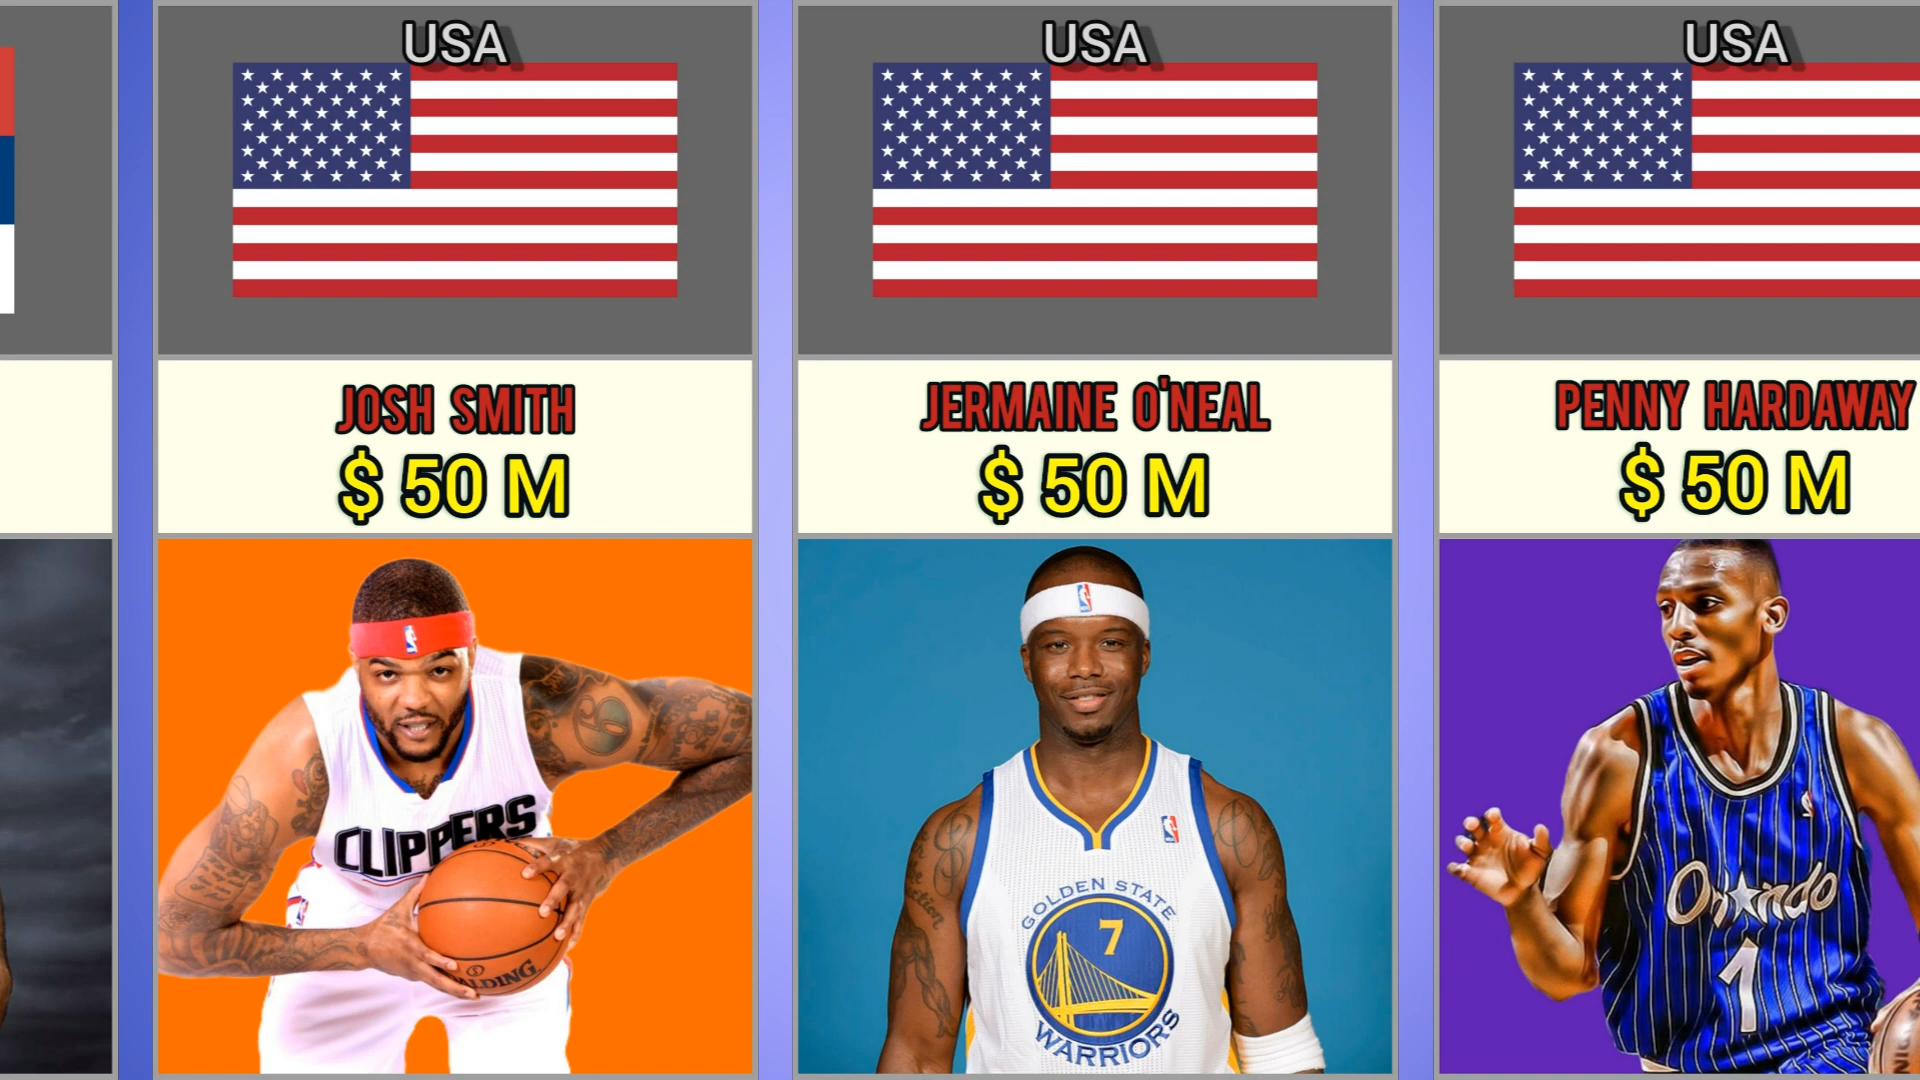 USA
JOSH SMITH
$ 50 M
CLIPPERS
SPALDING
USA
JERMAINE O'NEAL
$ 50 M
GOLDEN STATE
7
WARRIORS
USA
PENNY HARDAWAY
$ 50 M
Orlando
1